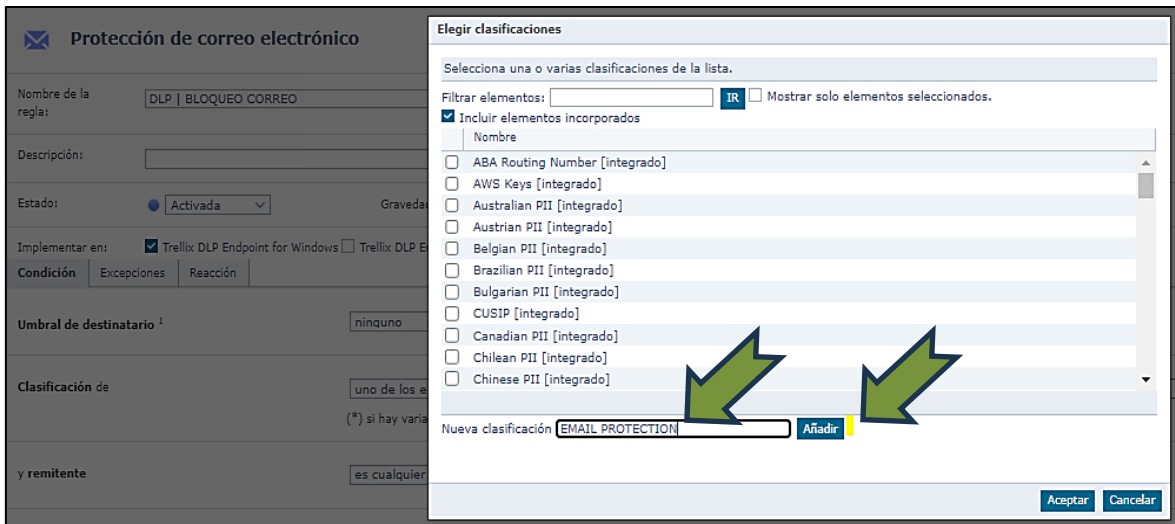 Protección de correo electrónico
Nombre de la regla:
DLP | BLOQUEO CORREO
Descripción:
Estado:
Activada
Gravedad
Implementar en:
Trellix DLP Endpoint for Windows
Trellix DLP E
Condición
Excepciones
Reacción
Umbral de destinatario 1
ninguno
Clasificación de
uno de los e
(*) si hay varia
y remitente
es cualquier
Elegir clasificaciones
Selecciona una o varias clasificaciones de la lista.
Filtrar elementos:
IR
Mostrar solo elementos seleccionados.
Incluir elementos incorporados
Nombre
ABA Routing Number [integrado]
AWS Keys [integrado]
Australian PII [integrado]
Austrian PII [integrado]
Belgian PII [integrado]
Brazilian PII [integrado]
Bulgarian PII [integrado]
CUSIP [integrado]
Canadian PII [integrado]
Chilean PII [integrado]
Chinese PII [integrado]
Nueva clasificación
EMAIL PROTECTION
Añadir
Aceptar
Cancelar